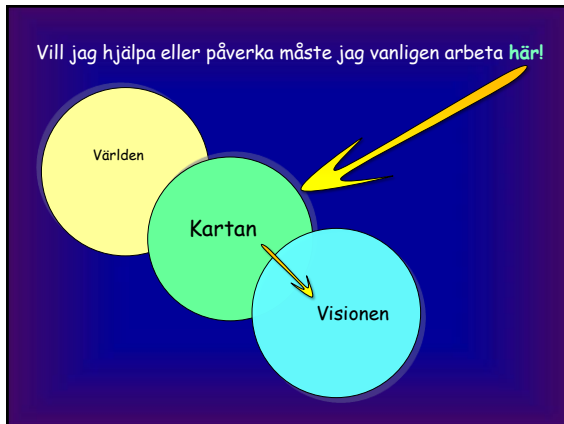 Vill jag hjälpa eller påverka måste jag vanligen arbeta här!
Världen
Kartan
Visionen